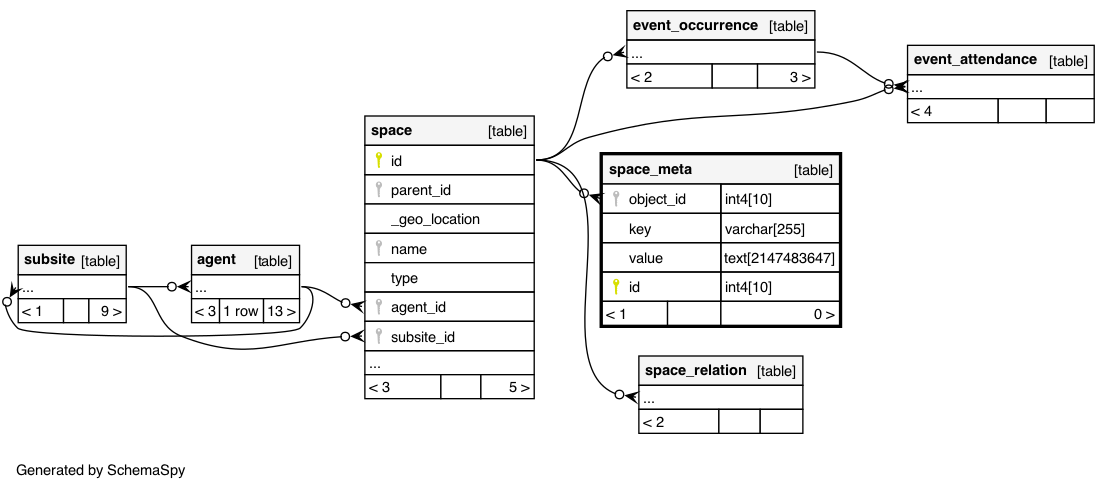 event_occurrence [table]
...
< 2 3 >
event_attendance [table]
...
< 4
space [table]
id
parent_id
_geo_location
name
type
agent_id
subsite_id
...
< 3 5 >
space_meta [table]
object_id int4[10]
key varchar[255]
value text[2147483647]
id int4[10]
< 1 0 >
subsite [table]
...
< 1 9 >
agent [table]
...
< 3 1 row 13 >
space_relation [table]
...
< 2
Generated by SchemaSpy